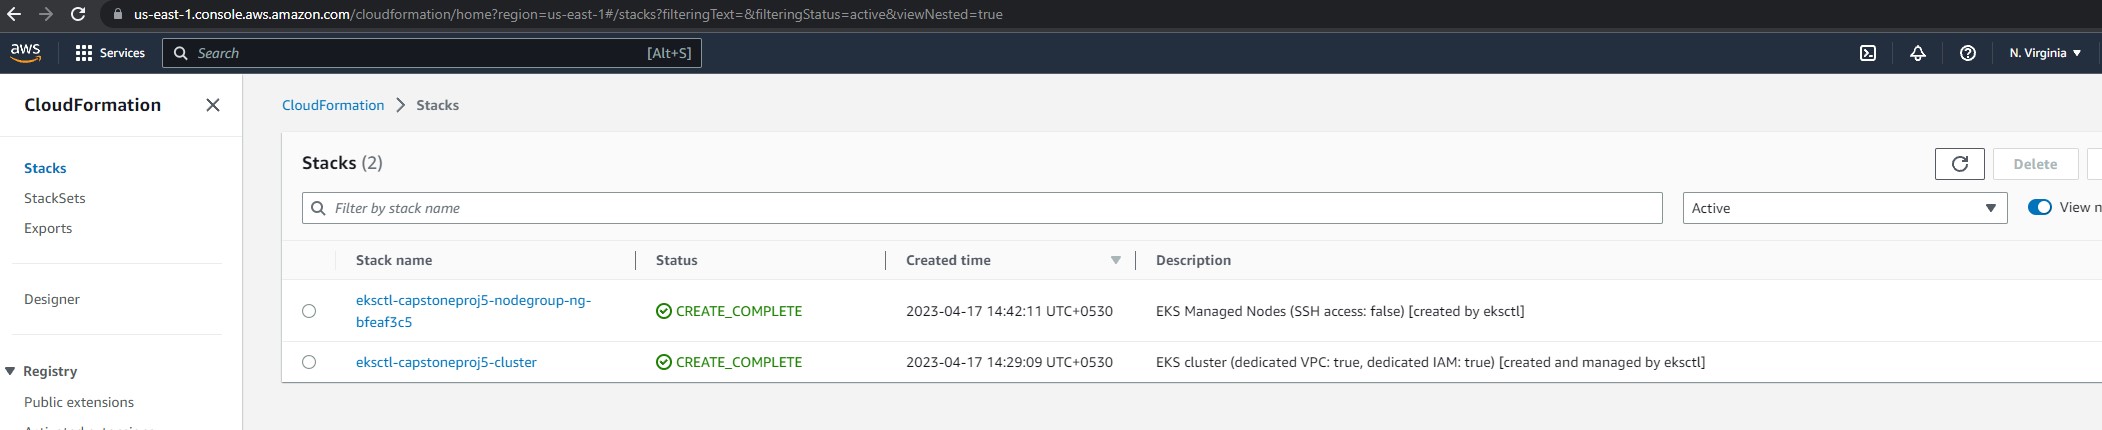 us-east-1.console.aws.amazon.com/cloudformation/home?region=us-east-1#/stacks?filteringText=&filteringStatus=active&viewNested=true
aws Services Search [Alt+S] N. Virginia
CloudFormation
CloudFormation Stacks
Stacks (2)
Delete
Stacks
StackSets
Exports
Filter by stack name
Active
View n
Stack name Status Created time Description
Designer
eksctl-capstoneproj5-nodegroup-ng-
bfeaf3c5
CREATE_COMPLETE 2023-04-17 14:42:11 UTC+0530 EKS Managed Nodes (SSH access: false) [created by eksctl]
eksctl-capstoneproj5-cluster CREATE_COMPLETE 2023-04-17 14:29:09 UTC+0530 EKS cluster (dedicated VPC: true, dedicated IAM: true) [created and managed by eksctl]
Registry
Public extensions